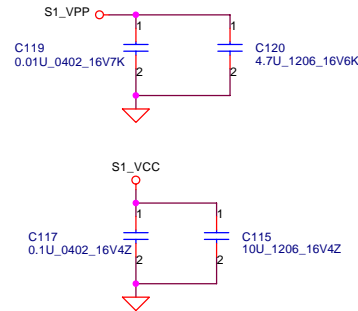 S1_VPP
1
1
C119
0.01U_0402_16V7K
C120
4.7U_1206_16V6K
2
2
S1_VCC
1
1
C117
0.1U_0402_16V4Z
C115
10U_1206_16V4Z
2
2